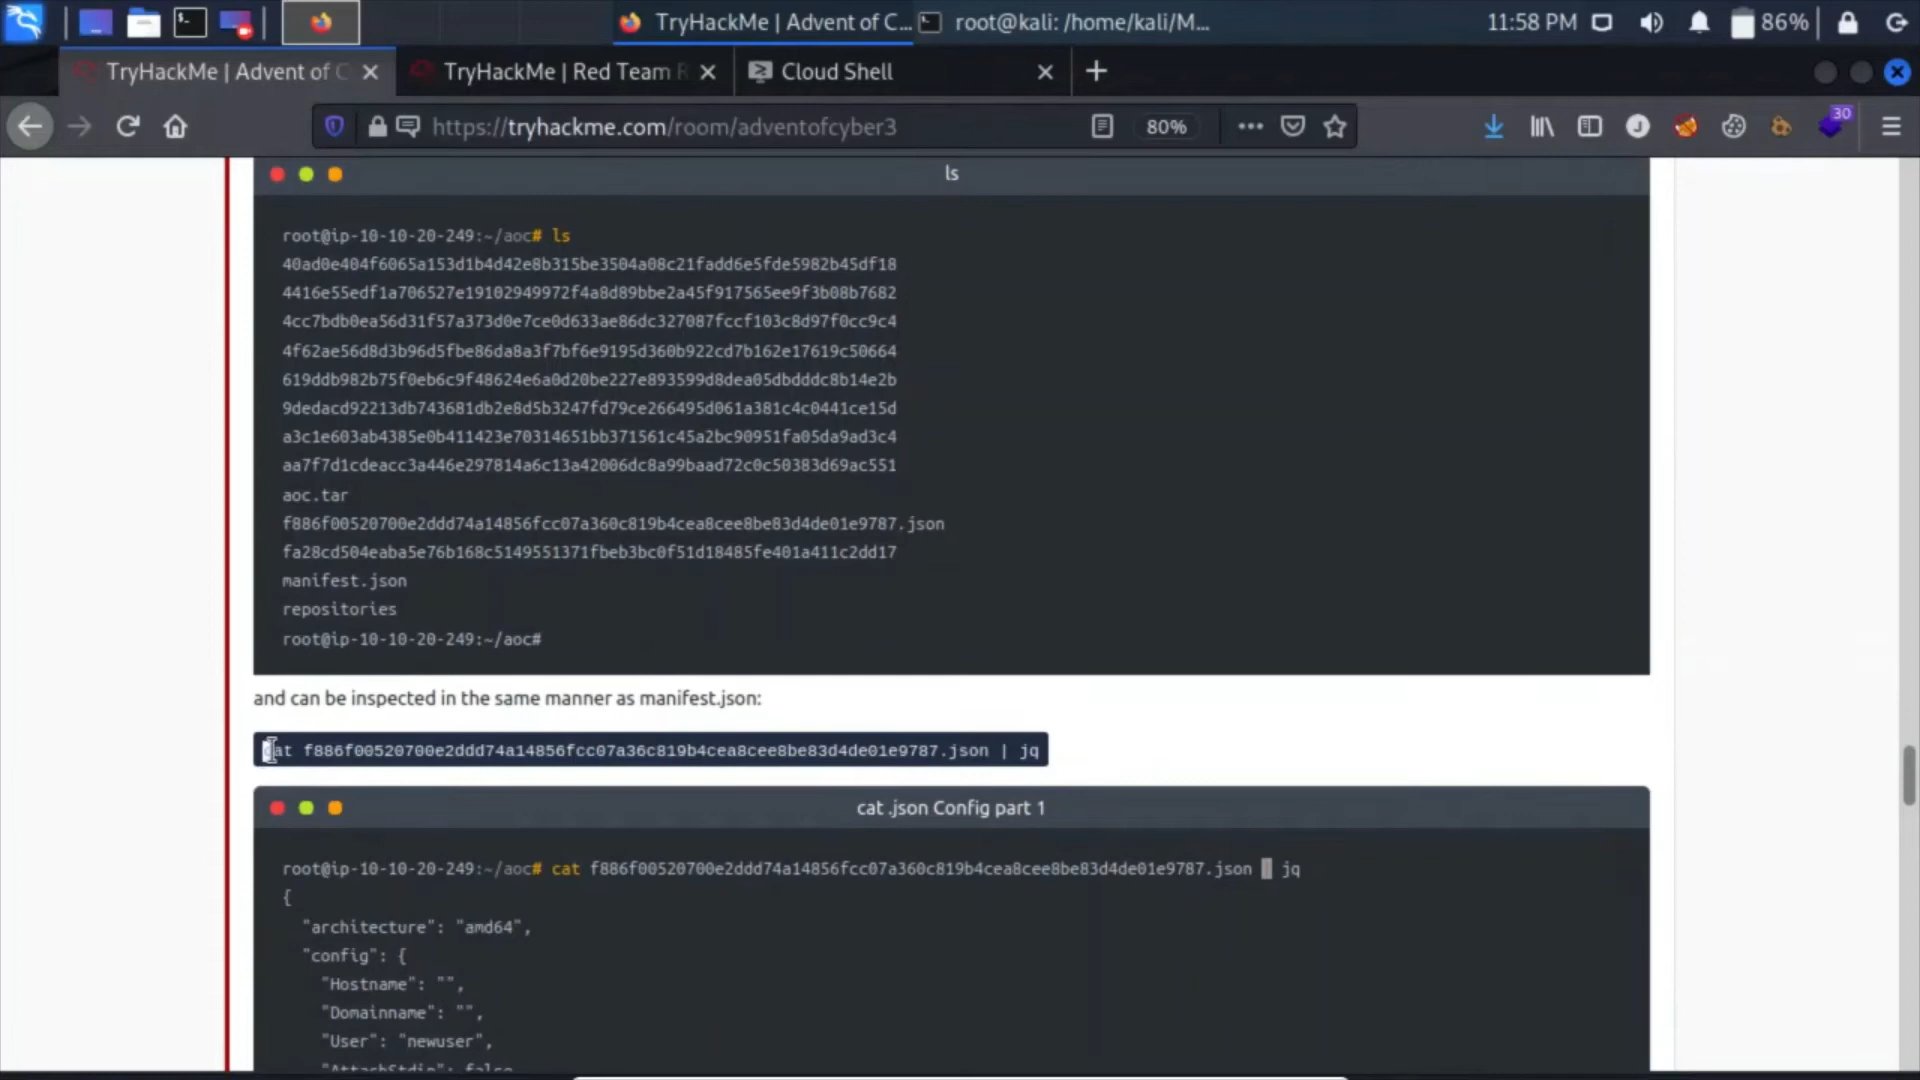 TryHackMe | Advent of C...
root@kali: /home/kali/M...
11:58 PM
86%
TryHackMe | Advent of C
TryHackMe | Red Team R
Cloud Shell
https://tryhackme.com/room/adventofcyber3
80%
30
ls
root@ip-10-10-20-249:~/aoc# ls
40ad0e404f6065a153d1b4d42e8b315be3504a08c21fadd6e5fde5982b45df18
4416e55edf1a706527e19102949972f4a8d89bbe2a45f917565ee9f3b08b7682
4cc7bdb0ea56d31f57a373d0e7ce0d633ae86dc327087fccf103c8d97f0cc9c4
4f62ae56d8d3b96d5fbe86da8a3f7bf6e9195d360b922cd7b162e17619c50664
619ddb982b75f0eb6c9f48624e6a0d20be227e893599d8dea05dbdddc8b14e2b
9dedacd92213db743681db2e8d5b3247fd79ce266495d061a381c4c0441ce15d
a3c1e603ab4385e0b411423e70314651bb371561c45a2bc90951fa05da9ad3c4
aa7f7d1cdeacc3a446e297814a6c13a42006dc8a99baad72c0c50383d69ac551
aoc.tar
f886f00520700e2ddd74a14856fcc07a360c819b4cea8cee8be83d4de01e9787.json
fa28cd504eaba5e76b168c5149551371fbeb3bc0f51d18485fe401a411c2dd17
manifest.json
repositories
root@ip-10-10-20-249:~/aoc#
and can be inspected in the same manner as manifest.json:
cat f886f00520700e2ddd74a14856fcc07a36c819b4cea8cee8be83d4de01e9787.json | jq
cat .json Config part 1
root@ip-10-10-20-249:~/aoc# cat f886f00520700e2ddd74a14856fcc07a360c819b4cea8cee8be83d4de01e9787.json | jq
{
"architecture": "amd64",
"config": {
"Hostname": "",
"Domainname": "",
"User": "newuser",
"AttachStdin": false,